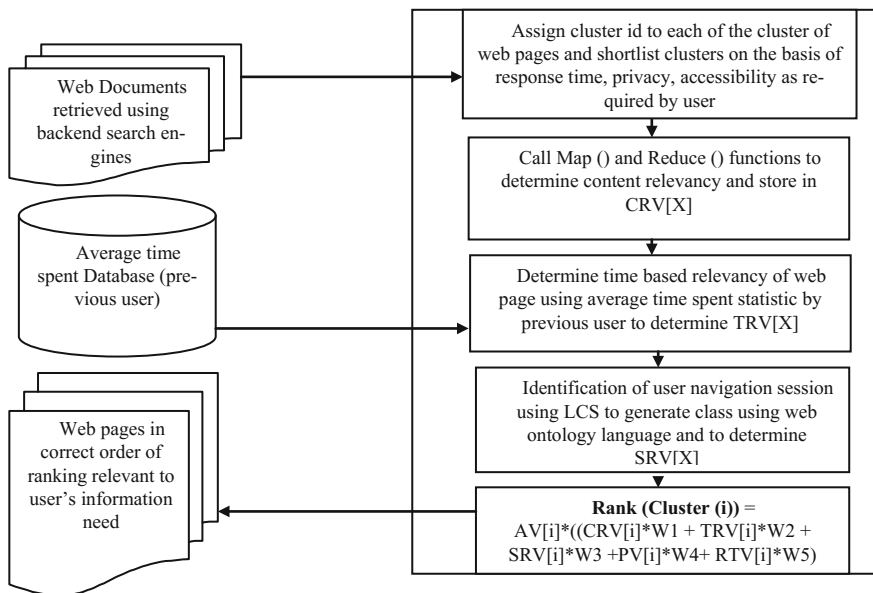 Web Documents
retrieved using
backend search en-
gines
Average time
spent Database (pre-
vious user)
Web pages in
correct order of
ranking relevant to
user's information
need
Assign cluster id to each of the cluster of
web pages and shortlist clusters on the basis of
response time, privacy, accessibility as re-
quired by user
Call Map () and Reduce () functions to
determine content relevancy and store in
CRV[X]
Determine time based relevancy of web
page using average time spent statistic by
previous user to determine TRV[X]
Identification of user navigation session
using LCS to generate class using web
ontology language and to determine
SRV[X]
Rank (Cluster (i)) =
AV[i]*((CRV[i]*W1 + TRV[i]*W2 +
SRV[i]*W3 +PV[i]*W4+ RTV[i]*W5)